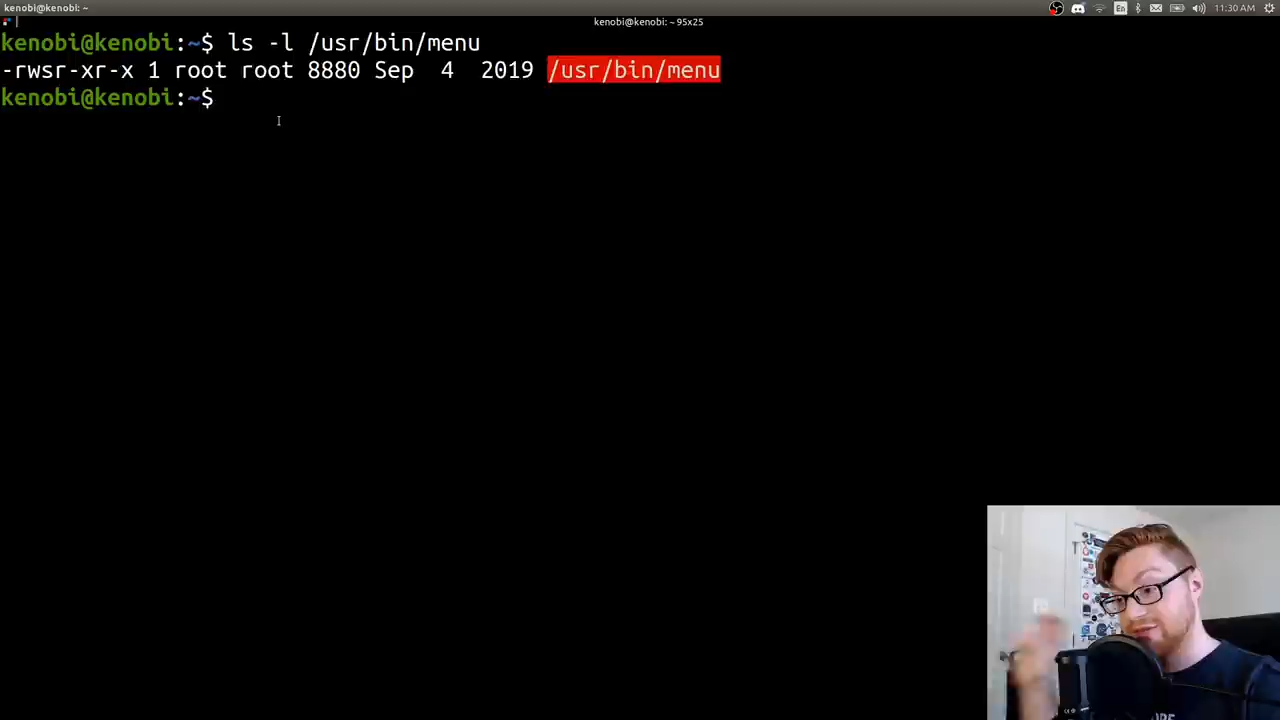 kenobi@kenobi: ~
En
11:30 AM
kenobi@kenobi: ~ 95x25
kenobi@kenobi:~$ ls -l /usr/bin/menu
-rwsr-xr-x 1 root root 8880 Sep  4  2019 /usr/bin/menu
kenobi@kenobi:~$